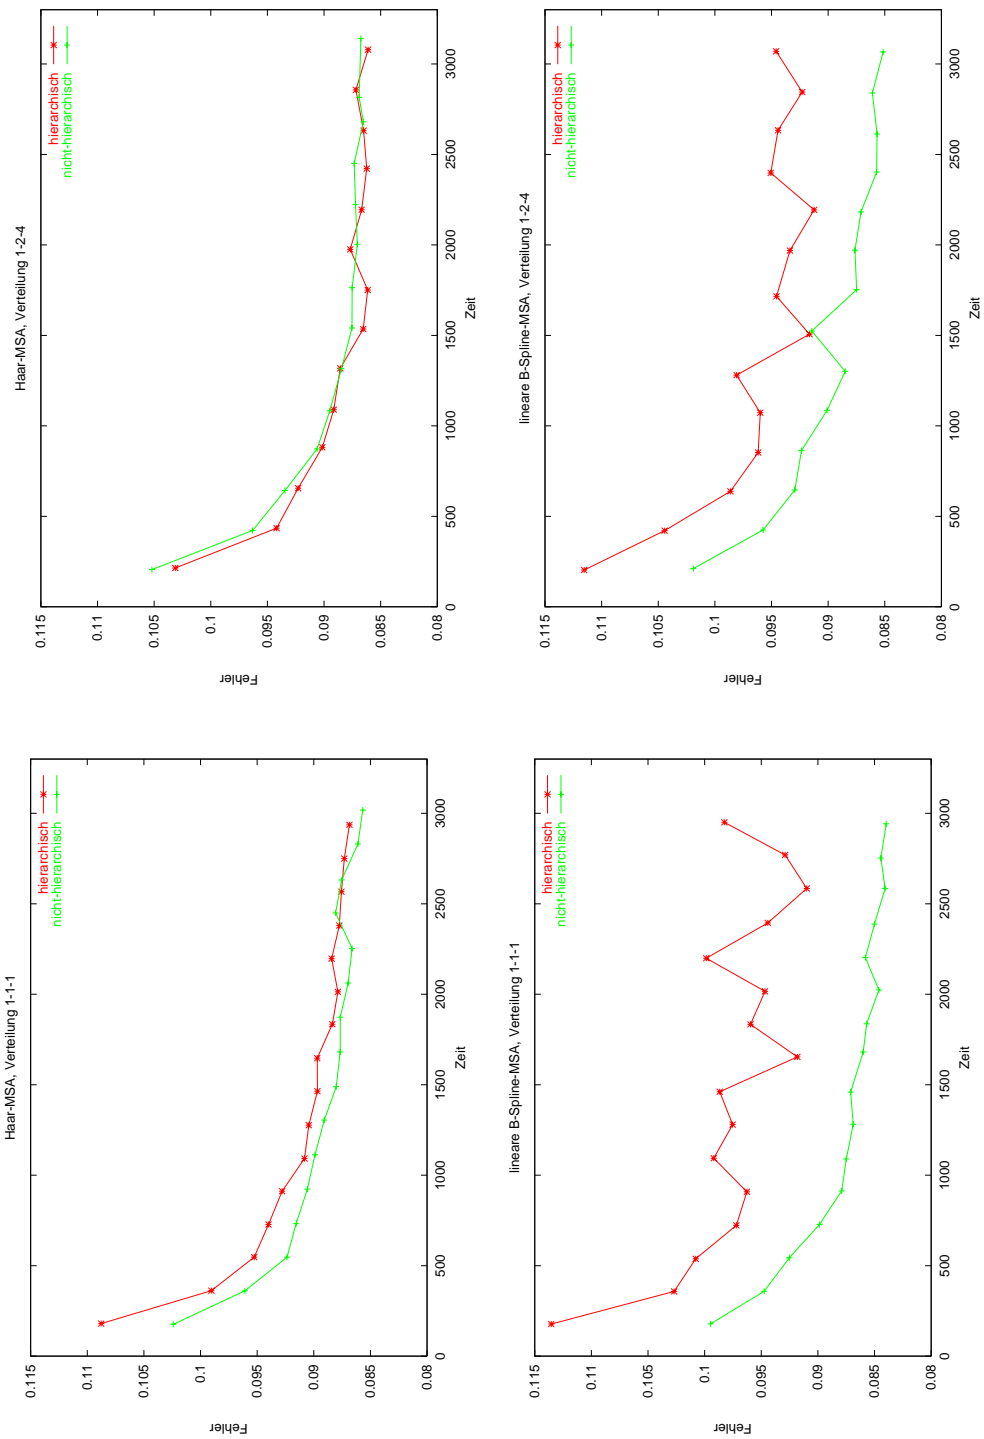 Haar-MSA, Verteilung 1-1-1
hierarchisch
nicht-hierarchisch
Fehler
0.115
0.11
0.105
0.1
0.095
0.09
0.085
0.08
0 500 1000 1500 2000 2500 3000
Zeit
Haar-MSA, Verteilung 1-2-4
hierarchisch
nicht-hierarchisch
Fehler
0.115
0.11
0.105
0.1
0.095
0.09
0.085
0.08
0 500 1000 1500 2000 2500 3000
Zeit
lineare B-Spline-MSA, Verteilung 1-1-1
hierarchisch
nicht-hierarchisch
Fehler
0.115
0.11
0.105
0.1
0.095
0.09
0.085
0.08
0 500 1000 1500 2000 2500 3000
Zeit
lineare B-Spline-MSA, Verteilung 1-2-4
hierarchisch
nicht-hierarchisch
Fehler
0.115
0.11
0.105
0.1
0.095
0.09
0.085
0.08
0 500 1000 1500 2000 2500 3000
Zeit